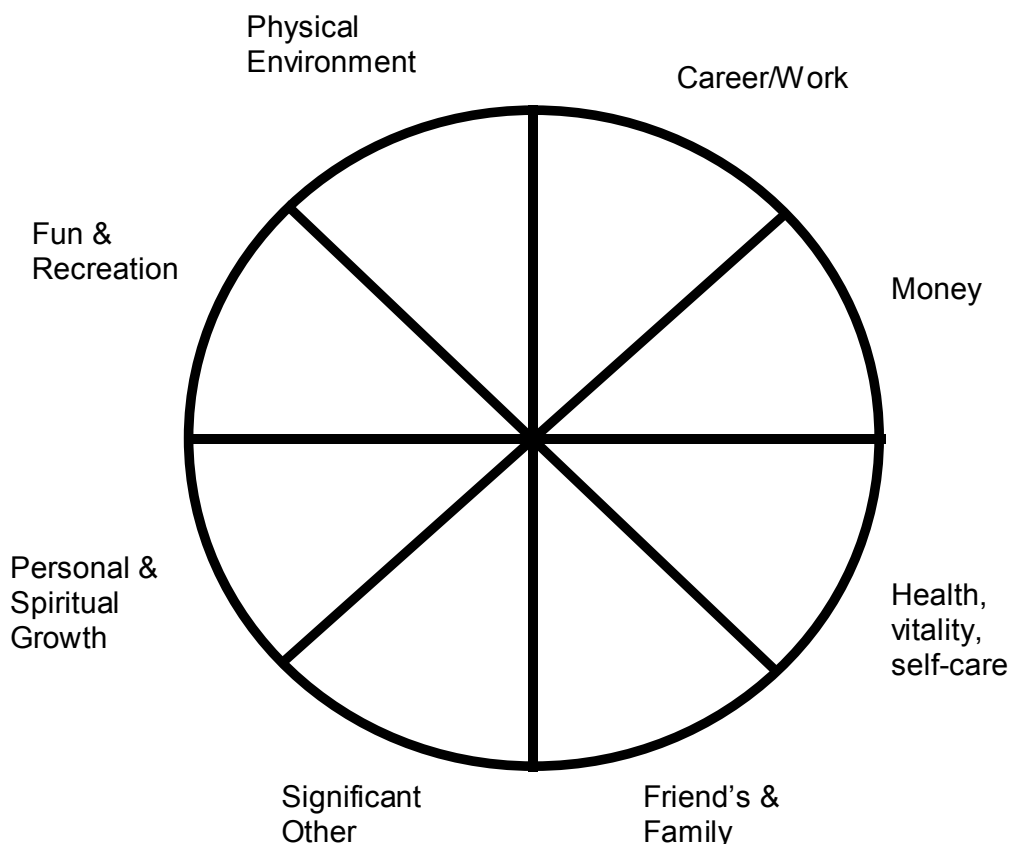 Physical
Environment
Career/Work
Money
Health,
vitality,
self-care
Friend's &
Family
Significant
Other
Personal &
Spiritual
Growth
Fun &
Recreation